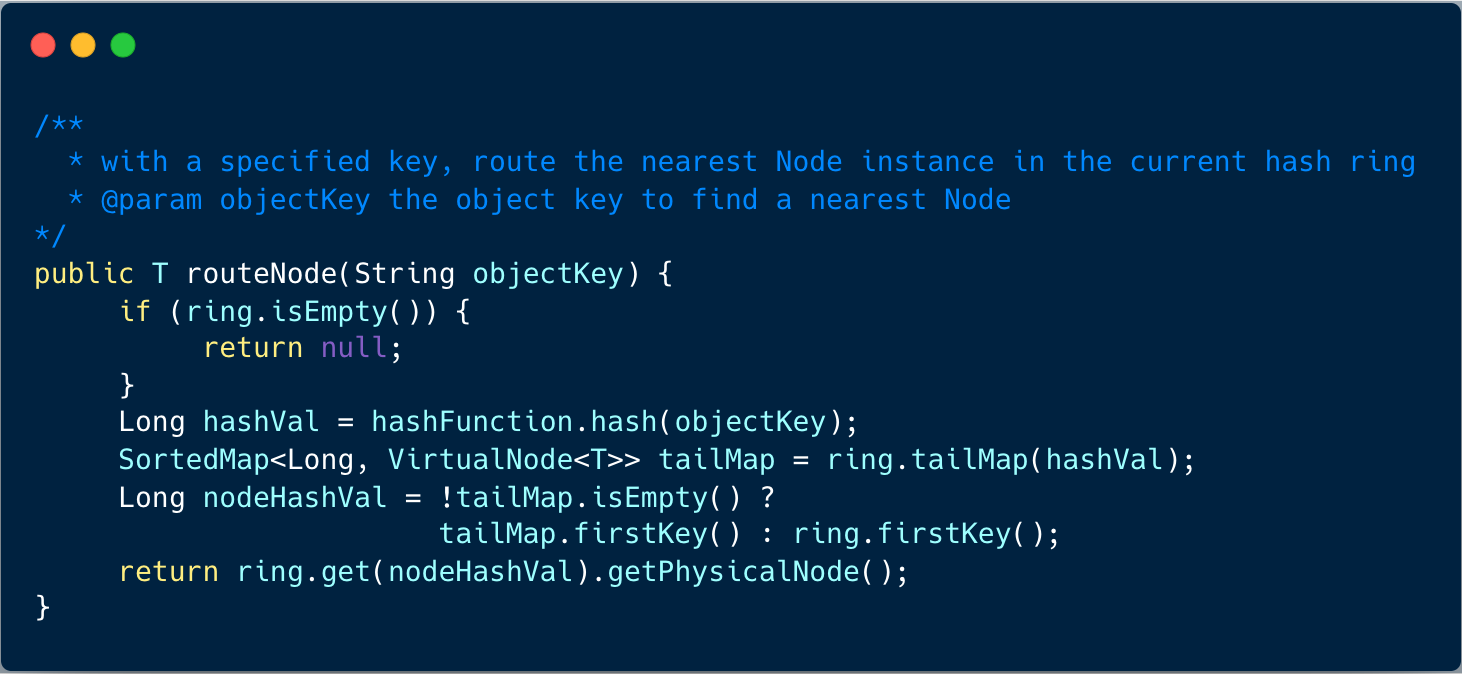 /**
  * with a specified key, route the nearest Node instance in the current hash ring
  * @param objectKey the object key to find a nearest Node
*/
public T routeNode(String objectKey) {
     if (ring.isEmpty()) {
          return null;
     }
     Long hashVal = hashFunction.hash(objectKey);
     SortedMap<Long, VirtualNode<T>> tailMap = ring.tailMap(hashVal);
     Long nodeHashVal = !tailMap.isEmpty() ?
                        tailMap.firstKey() : ring.firstKey();
     return ring.get(nodeHashVal).getPhysicalNode();
}